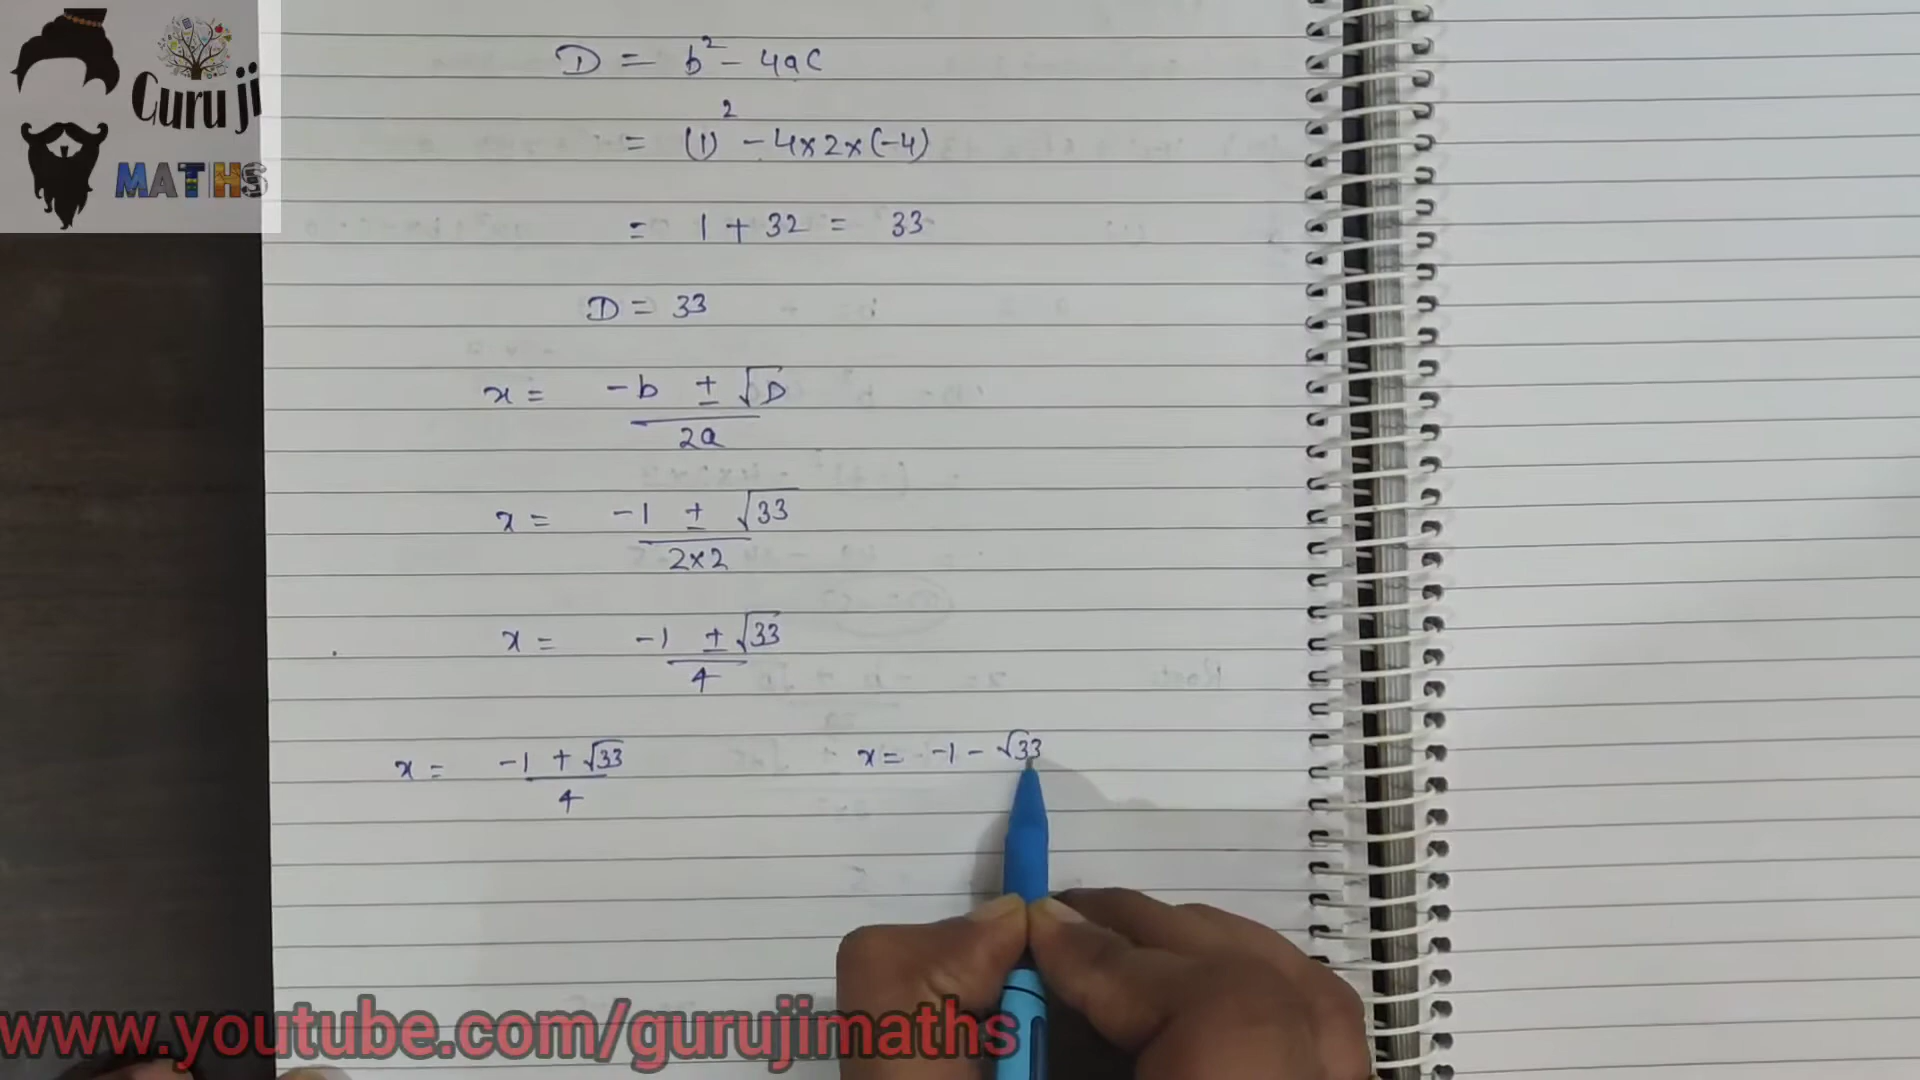 Guru ji
MATHS
D = b² - 4ac
= (1)² - 4×2×(-4)
= 1 + 32 = 33
D = 33
x = -b ± √D
2a
x = -1 ± √33
2×2
x = -1 ± √33
4
x = -1 + √33
4
x = -1 - √33
www.youtube.com/gurujimaths